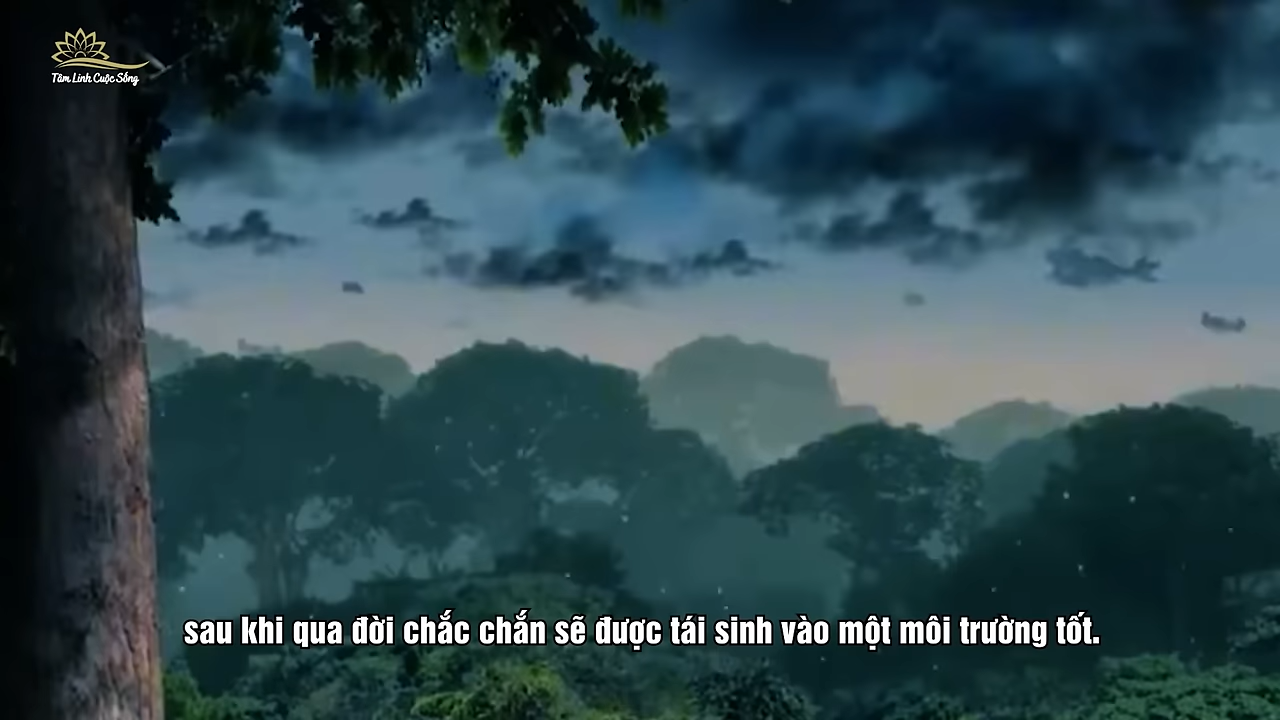 Tâm Linh Cuộc Sống
sau khi qua đời chắc chắn sẽ được tái sinh vào một môi trường tốt.